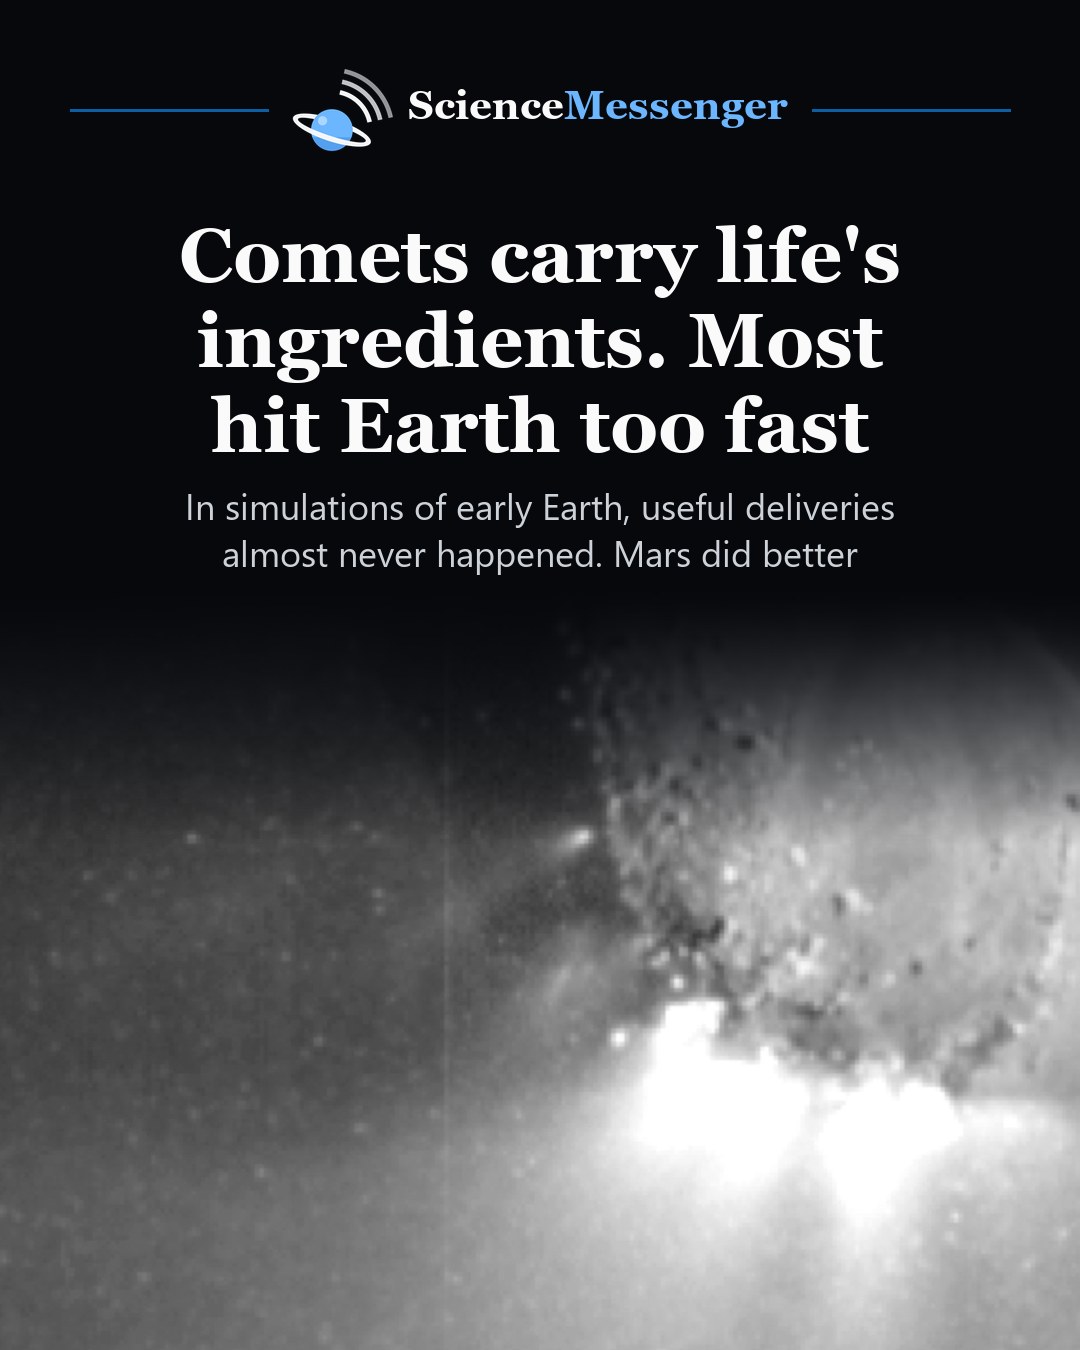 ScienceMessenger
Comets carry life's
ingredients. Most
hit Earth too fast
In simulations of early Earth, useful deliveries
almost never happened. Mars did better